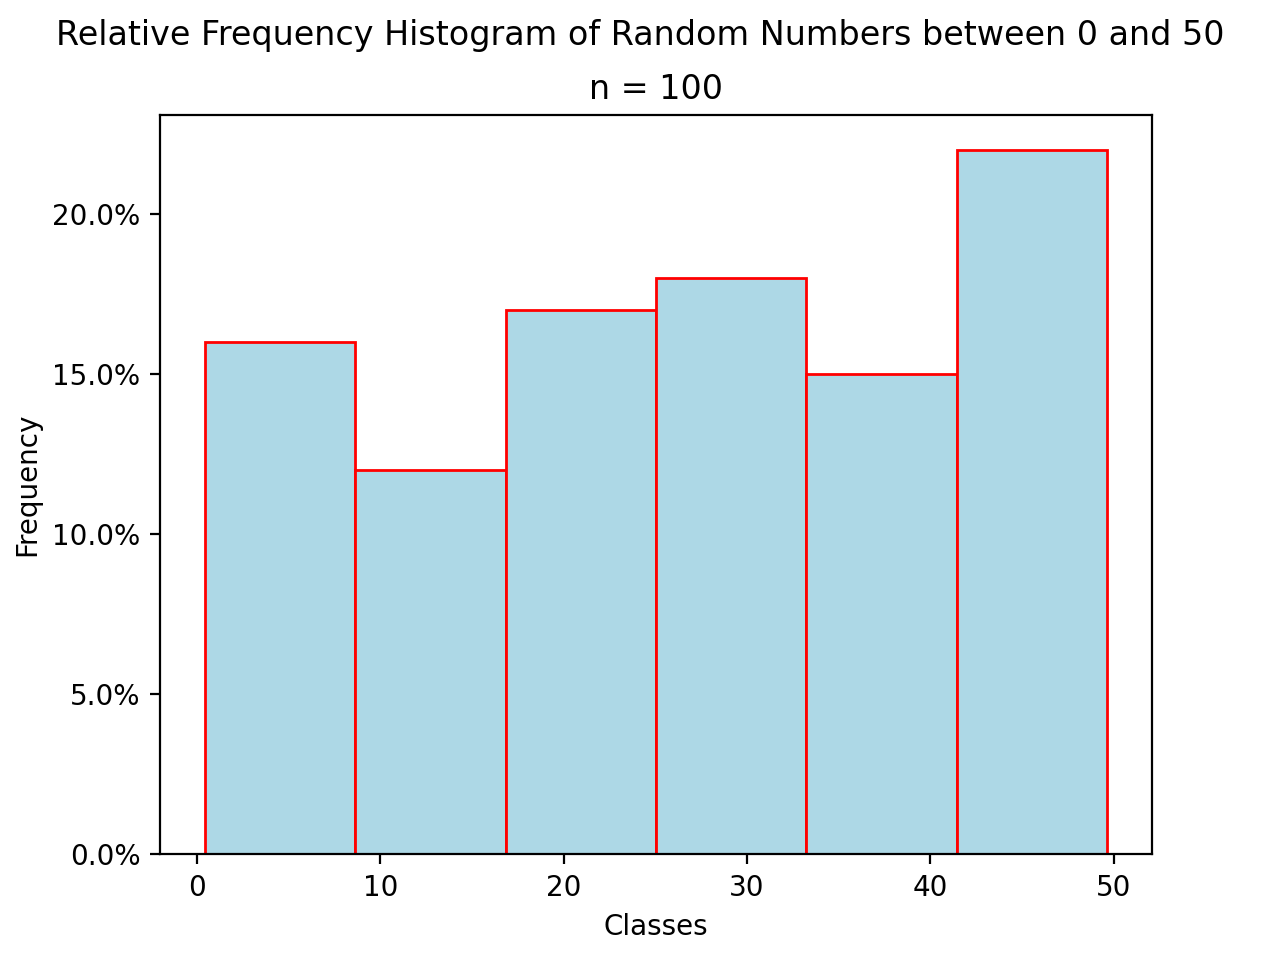 Relative Frequency Histogram of Random Numbers between 0 and 50
n = 100
20.0%
15.0%
10.0%
5.0%
0.0%
Frequency
0 10 20 30 40 50
Classes